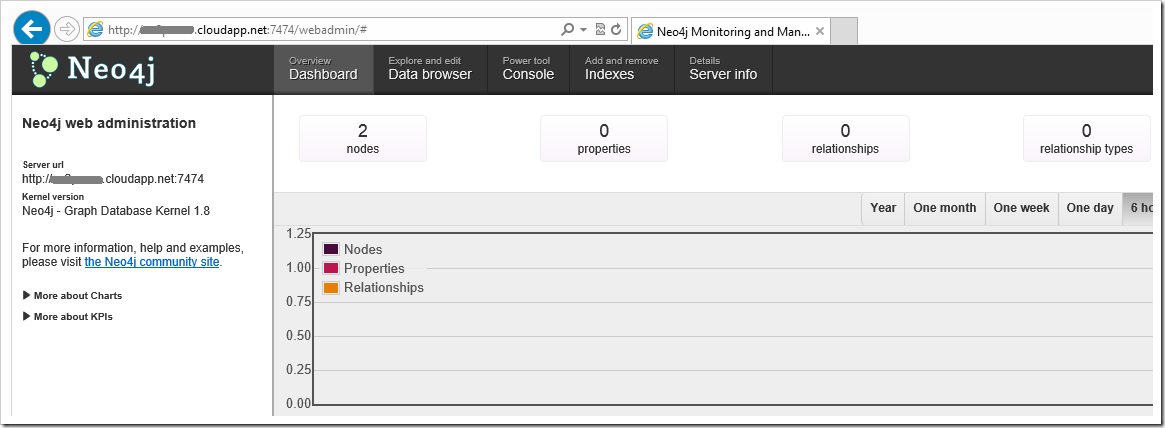 http://
.cloudapp.net:7474/webadmin/#
Neo4j Monitoring and Man...
Neo4j
Overview
Dashboard
Explore and edit
Data browser
Power tool
Console
Add and remove
Indexes
Details
Server info
Neo4j web administration
Server url
http://
.cloudapp.net:7474
Kernel version
Neo4j - Graph Database Kernel 1.8
For more information, help and examples,
please visit the Neo4j community site.
More about Charts
More about KPIs
2
nodes
0
properties
0
relationships
0
relationship types
Year
One month
One week
One day
6 ho
1.25
1.00
0.75
0.50
0.25
0.00
Nodes
Properties
Relationships